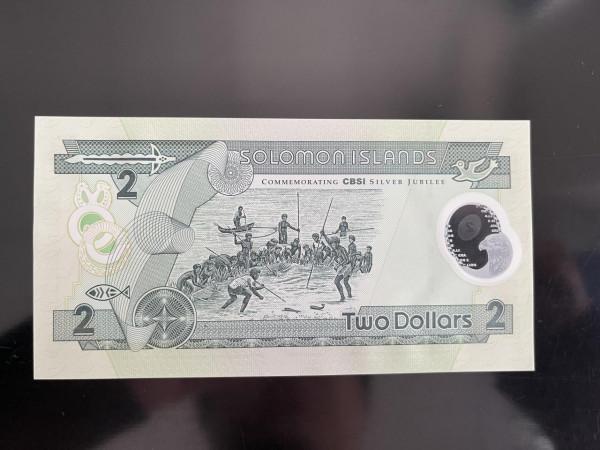 SOLOMON ISLANDS
COMMEMORATING CBSI SILVER JUBILEE
2
2
TWO DOLLARS
2